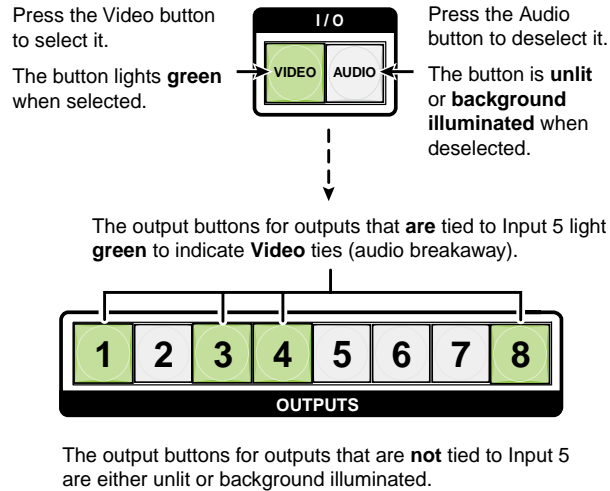 Press the Video button
to select it.
The button lights green
when selected.
I / O
VIDEO
AUDIO
Press the Audio
button to deselect it.
The button is unlit
or background
illuminated when
deselected.
The output buttons for outputs that are tied to Input 5 light
green to indicate Video ties (audio breakaway).
1 2 3 4 5 6 7 8
OUTPUTS
The output buttons for outputs that are not tied to Input 5
are either unlit or background illuminated.